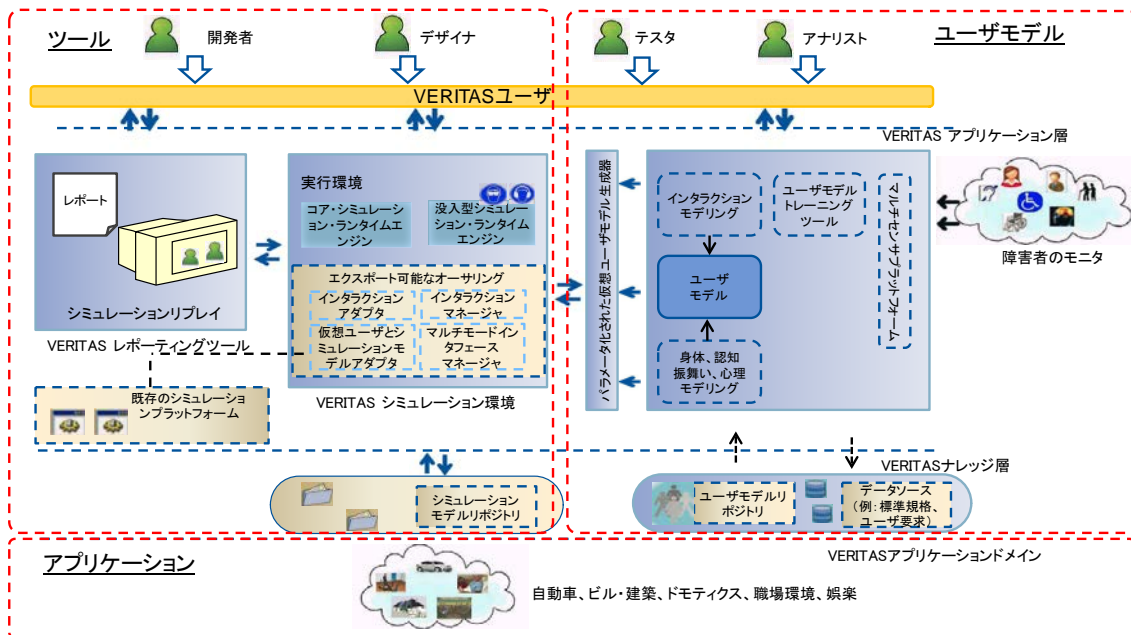 ツール
開発者
デザイナ
テスタ
アナリスト
ユーザモデル
VERITASユーザ
VERITAS アプリケーション層
レポート
シミュレーションリプレイ
VERITAS レポーティングツール
既存のシミュレーショ
ンプラットフォーム
実行環境
コア・シミュレーシ
ョン・ランタイムエ
ンジン
没入型シミュレー
ション・ランタイム
エンジン
エクスポート可能なオーサリング
インタラクション
アダプタ
インタラクション
マネージャ
仮想ユーザとシ
ミュレーションモ
デルアダプタ
マルチモードイン
タフェース
マネージャ
VERITAS シミュレーション環境
パラメータ化された仮想ユーザモデル生成器
インタラクション
モデリング
ユーザモデル
トレーニング
ツール
マルチセンサプラットフォーム
ユーザ
モデル
身体、認知
振舞い、心理
モデリング
障害者のモニタ
VERITASナレッジ層
シミュレーション
モデルリポジトリ
ユーザモデルリ
ポジトリ
データソース
(例：標準規格、
ユーザ要求)
アプリケーション
VERITASアプリケーションドメイン
自動車、ビル・建築、ドモティクス、職場環境、娯楽